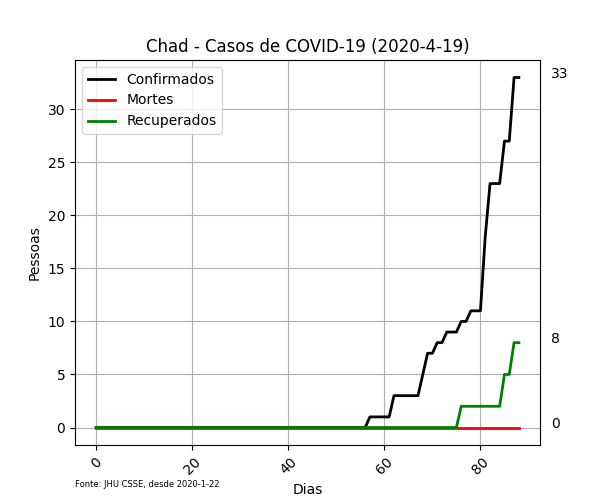 Chad - Casos de COVID-19 (2020-4-19)
Confirmados
Mortes
Recuperados
33
8
0
Pessoas
30
25
20
15
10
5
0
0
20
40
60
80
Dias
Fonte: JHU CSSE, desde 2020-1-22